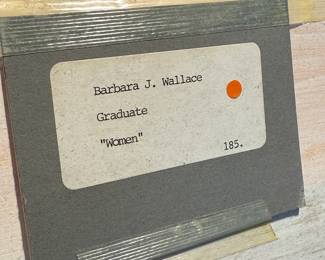 Barbara J. Wallace
Graduate
"Women"
185.